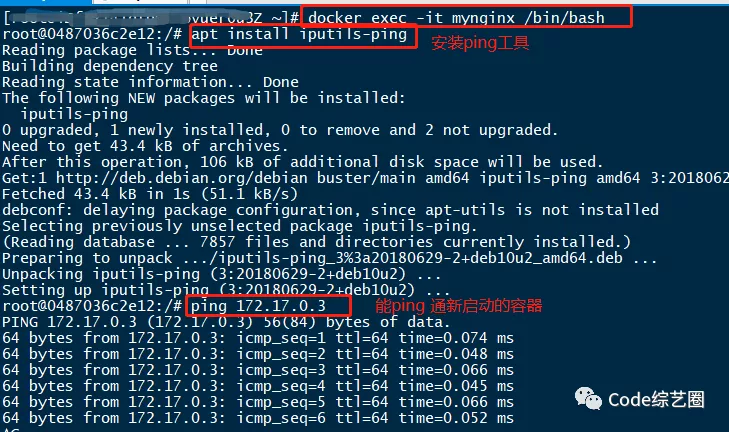 ~]# docker exec -it mynginx /bin/bash
root@0487036c2e12:/# apt install iputils-ping
安装ping工具
Reading package lists... Done
Building dependency tree
Reading state information... Done
The following NEW packages will be installed:
iputils-ping
0 upgraded, 1 newly installed, 0 to remove and 2 not upgraded.
Need to get 43.4 kB of archives.
After this operation, 106 kB of additional disk space will be used.
Get:1 http://deb.debian.org/debian buster/main amd64 iputils-ping amd64 3:20180629
Fetched 43.4 kB in 1s (51.1 kB/s)
debconf: delaying package configuration, since apt-utils is not installed
Selecting previously unselected package iputils-ping.
(Reading database ... 7857 files and directories currently installed.)
Preparing to unpack .../iputils-ping_3%3a20180629-2+deb10u2_amd64.deb ...
Unpacking iputils-ping (3:20180629-2+deb10u2) ...
Setting up iputils-ping (3:20180629-2+deb10u2) ...
root@0487036c2e12:/# ping 172.17.0.3
能ping 通新启动的容器
PING 172.17.0.3 (172.17.0.3) 56(84) bytes of data.
64 bytes from 172.17.0.3: icmp_seq=1 ttl=64 time=0.074 ms
64 bytes from 172.17.0.3: icmp_seq=2 ttl=64 time=0.048 ms
64 bytes from 172.17.0.3: icmp_seq=3 ttl=64 time=0.066 ms
64 bytes from 172.17.0.3: icmp_seq=4 ttl=64 time=0.045 ms
64 bytes from 172.17.0.3: icmp_seq=5 ttl=64 time=0.066 ms
64 bytes from 172.17.0.3: icmp_seq=6 ttl=64 time=0.052 ms
Code综艺圈